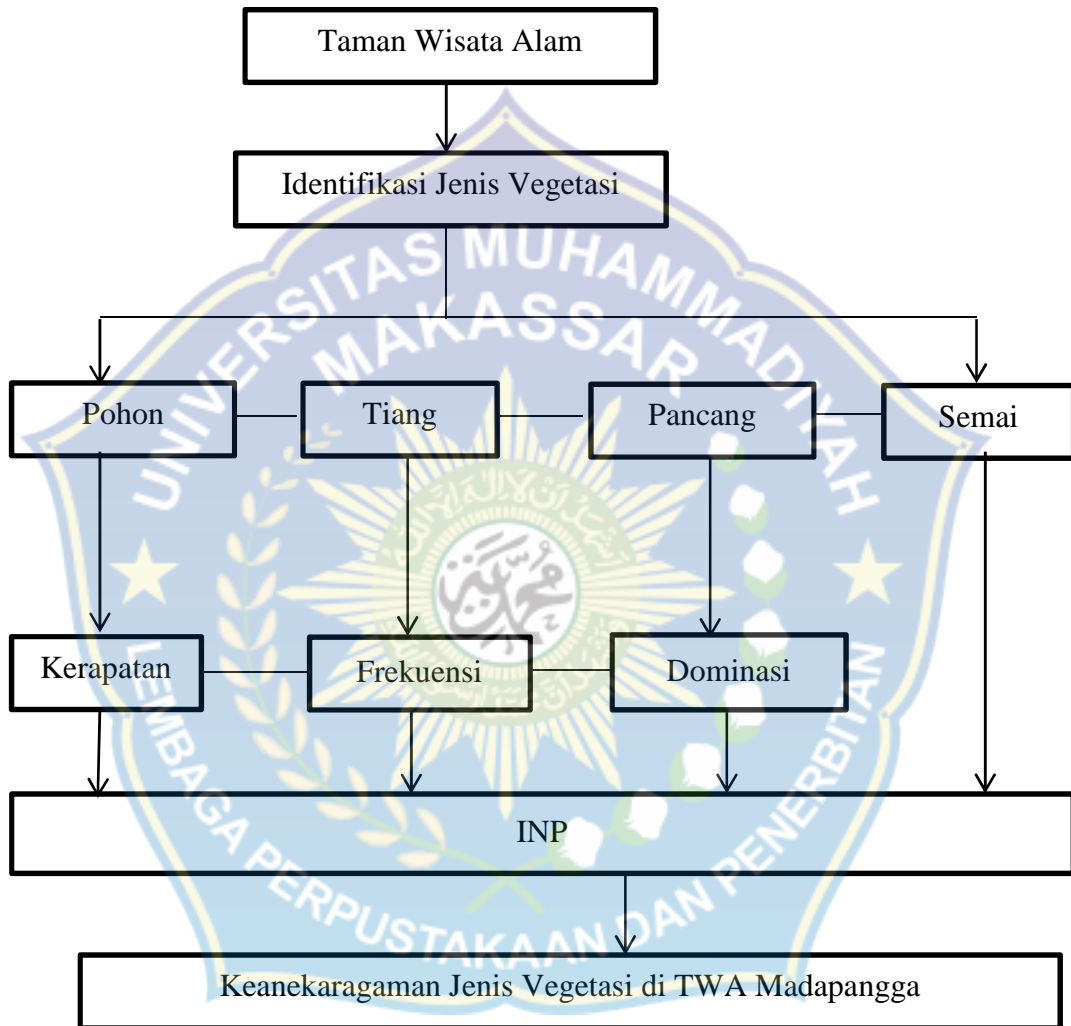 Taman Wisata Alam
Identifikasi Jenis Vegetasi
UNIVERSITAS MUHAMMADIYAH
MAKASSAR
Pohon
Tiang
Pancang
Semai
Kerapatan
Frekuensi
Dominasi
INP
LEMBAGA PERPUSTAKAAN DAN PENERBITAN
Keanekaragaman Jenis Vegetasi di TWA Madapangga